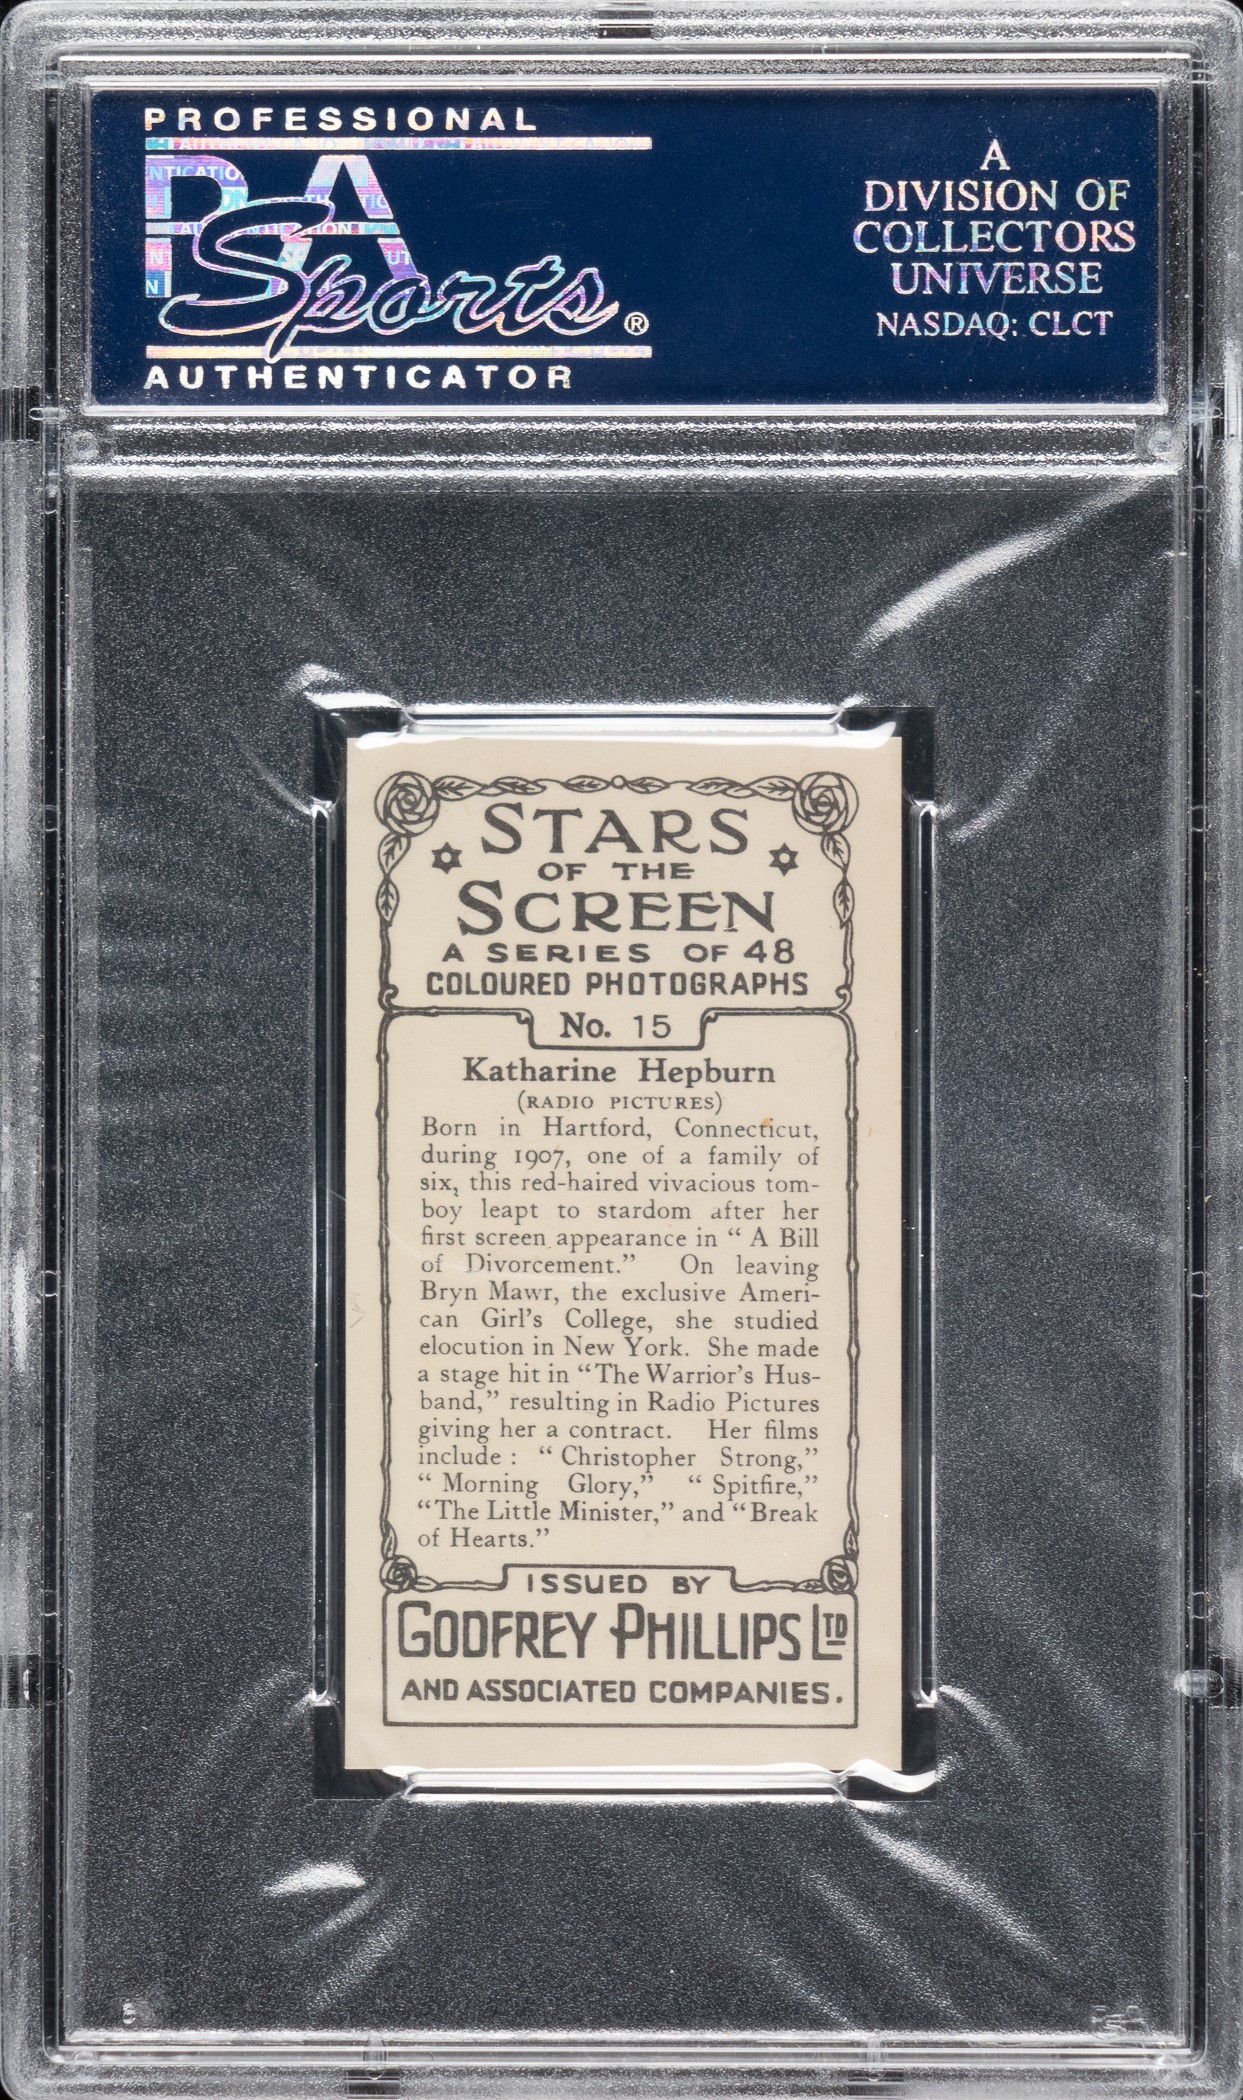 PROFESSIONAL
PSA
Sports®
AUTHENTICATOR
A
DIVISION OF
COLLECTORS
UNIVERSE
NASDAQ: CLCT
STARS
OF THE
SCREEN
A SERIES OF 48
COLOURED PHOTOGRAPHS
No. 15
Katharine Hepburn
(RADIO PICTURES)
Born in Hartford, Connecticut,
during 1907, one of a family of
six, this red-haired vivacious tom-
boy leapt to stardom after her
first screen appearance in “ A Bill
of Divorcement.” On leaving
Bryn Mawr, the exclusive Ameri-
can Girl's College, she studied
elocution in New York. She made
a stage hit in “The Warrior's Hus-
band,” resulting in Radio Pictures
giving her a contract. Her films
include : “ Christopher Strong,”
“ Morning Glory,” “ Spitfire,”
“The Little Minister,” and “Break
of Hearts.”
ISSUED BY
GODFREY PHILLIPS LTD
AND ASSOCIATED COMPANIES.
PSA